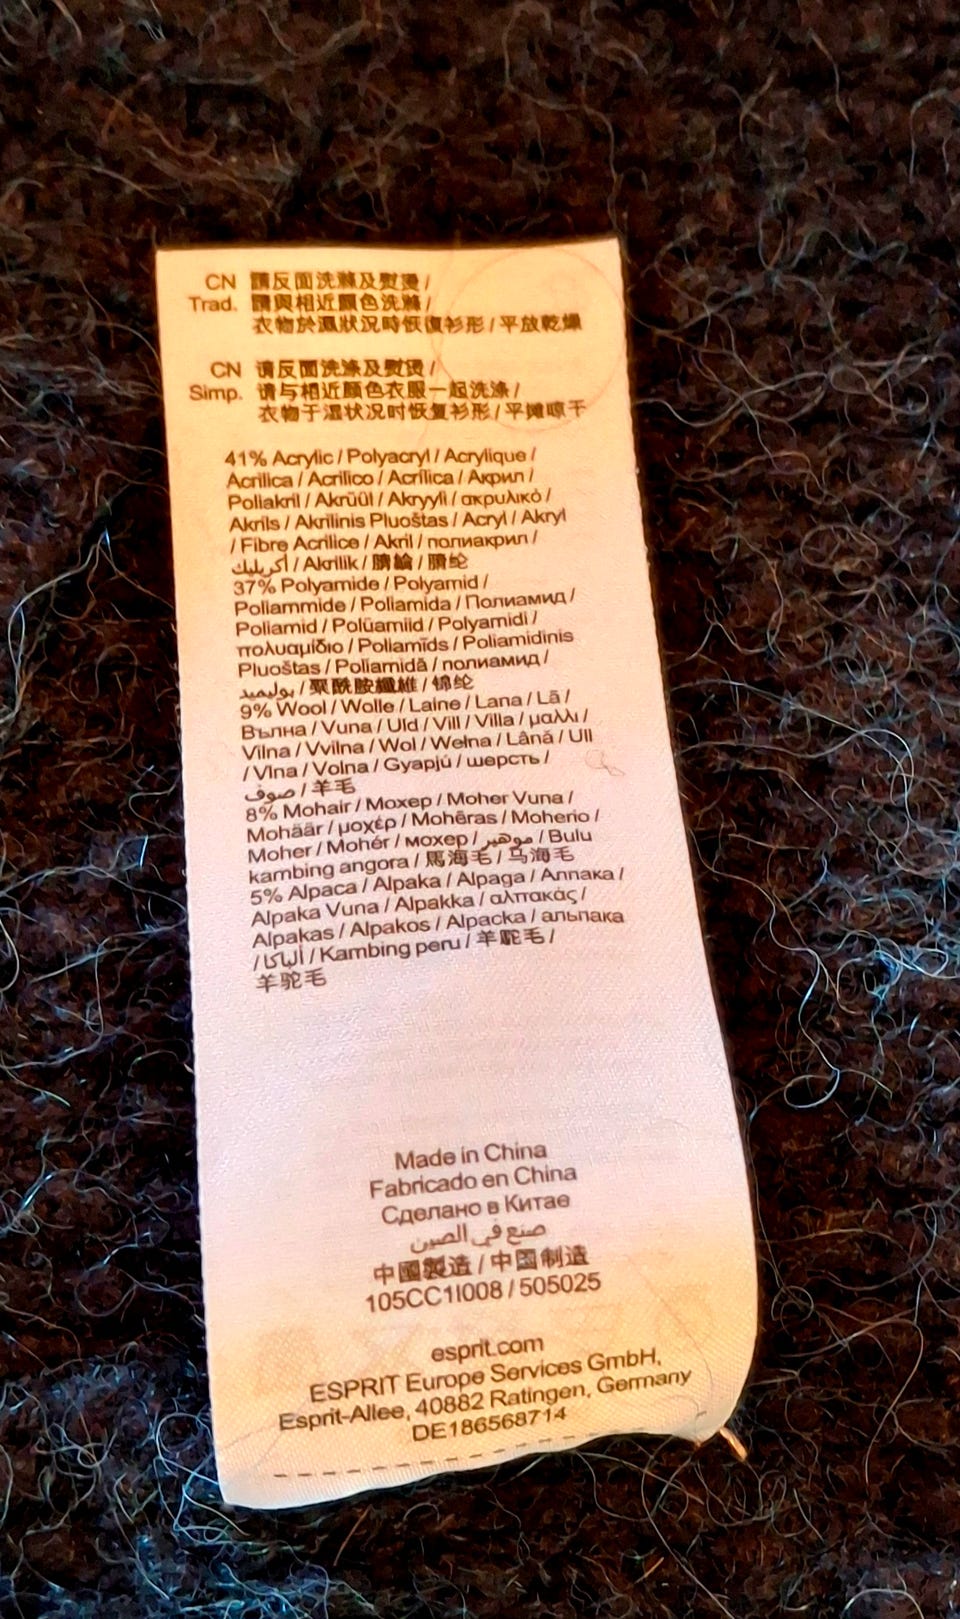 CN 請反面洗滌及熨燙 /
Trad. 請與相近顏色洗滌 /
衣物於濕狀況時恢復衫形 / 平放乾燥
CN 请反面洗涤及熨烫 /
Simp. 请与相近颜色衣服一起洗涤 /
衣物于湿状况时恢复衫形 / 平摊晾干
41% Acrylic / Polyacryl / Acrylique /
Acrilica / Acrilico / Acrílica / Акрил /
Poliakril / Akrüül / Akryyli / ακρυλικό /
Akrils / Akrilinis Pluoštas / Acryl / Akryl
/ Fibre Acrilice / Akril / полиакрил /
أكريليك / Akrilik / 腈綸 / 腈纶
37% Polyamide / Polyamid /
Poliammide / Poliamida / Полиамид /
Poliamid / Polüamiid / Polyamidi /
πολυαμίδιο / Poliamīds / Poliamidinis
Pluoštas / Poliamidă / полиамид /
بوليميد / 聚酰胺纖維 / 锦纶
9% Wool / Wolle / Laine / Lana / Lã /
Вълна / Vuna / Uld / Vill / Villa / μαλλι /
Vilna / Vvilna / Wol / Wełna / Lână / Ull
/ Vlna / Volna / Gyapjú / шерсть /
صوف / 羊毛
8% Mohair / Мохер / Moher Vuna /
Mohäär / μοχέρ / Mohēras / Moherio /
Moher / Mohér / мохер / موهير / Bulu
kambing angora / 馬海毛 / 马海毛
5% Alpaca / Alpaka / Alpaga / Алпака /
Alpaka Vuna / Alpakka / αλπακάς /
Alpakas / Alpakos / Alpacka / альпака
/ ألباكا / Kambing peru / 羊駝毛 /
羊驼毛
Made in China
Fabricado en China
Сделано в Китае
صنع في الصين
中國製造 / 中国制造
105CC1I008 / 505025
esprit.com
ESPRIT Europe Services GmbH,
Esprit-Allee, 40882 Ratingen, Germany
DE186568714